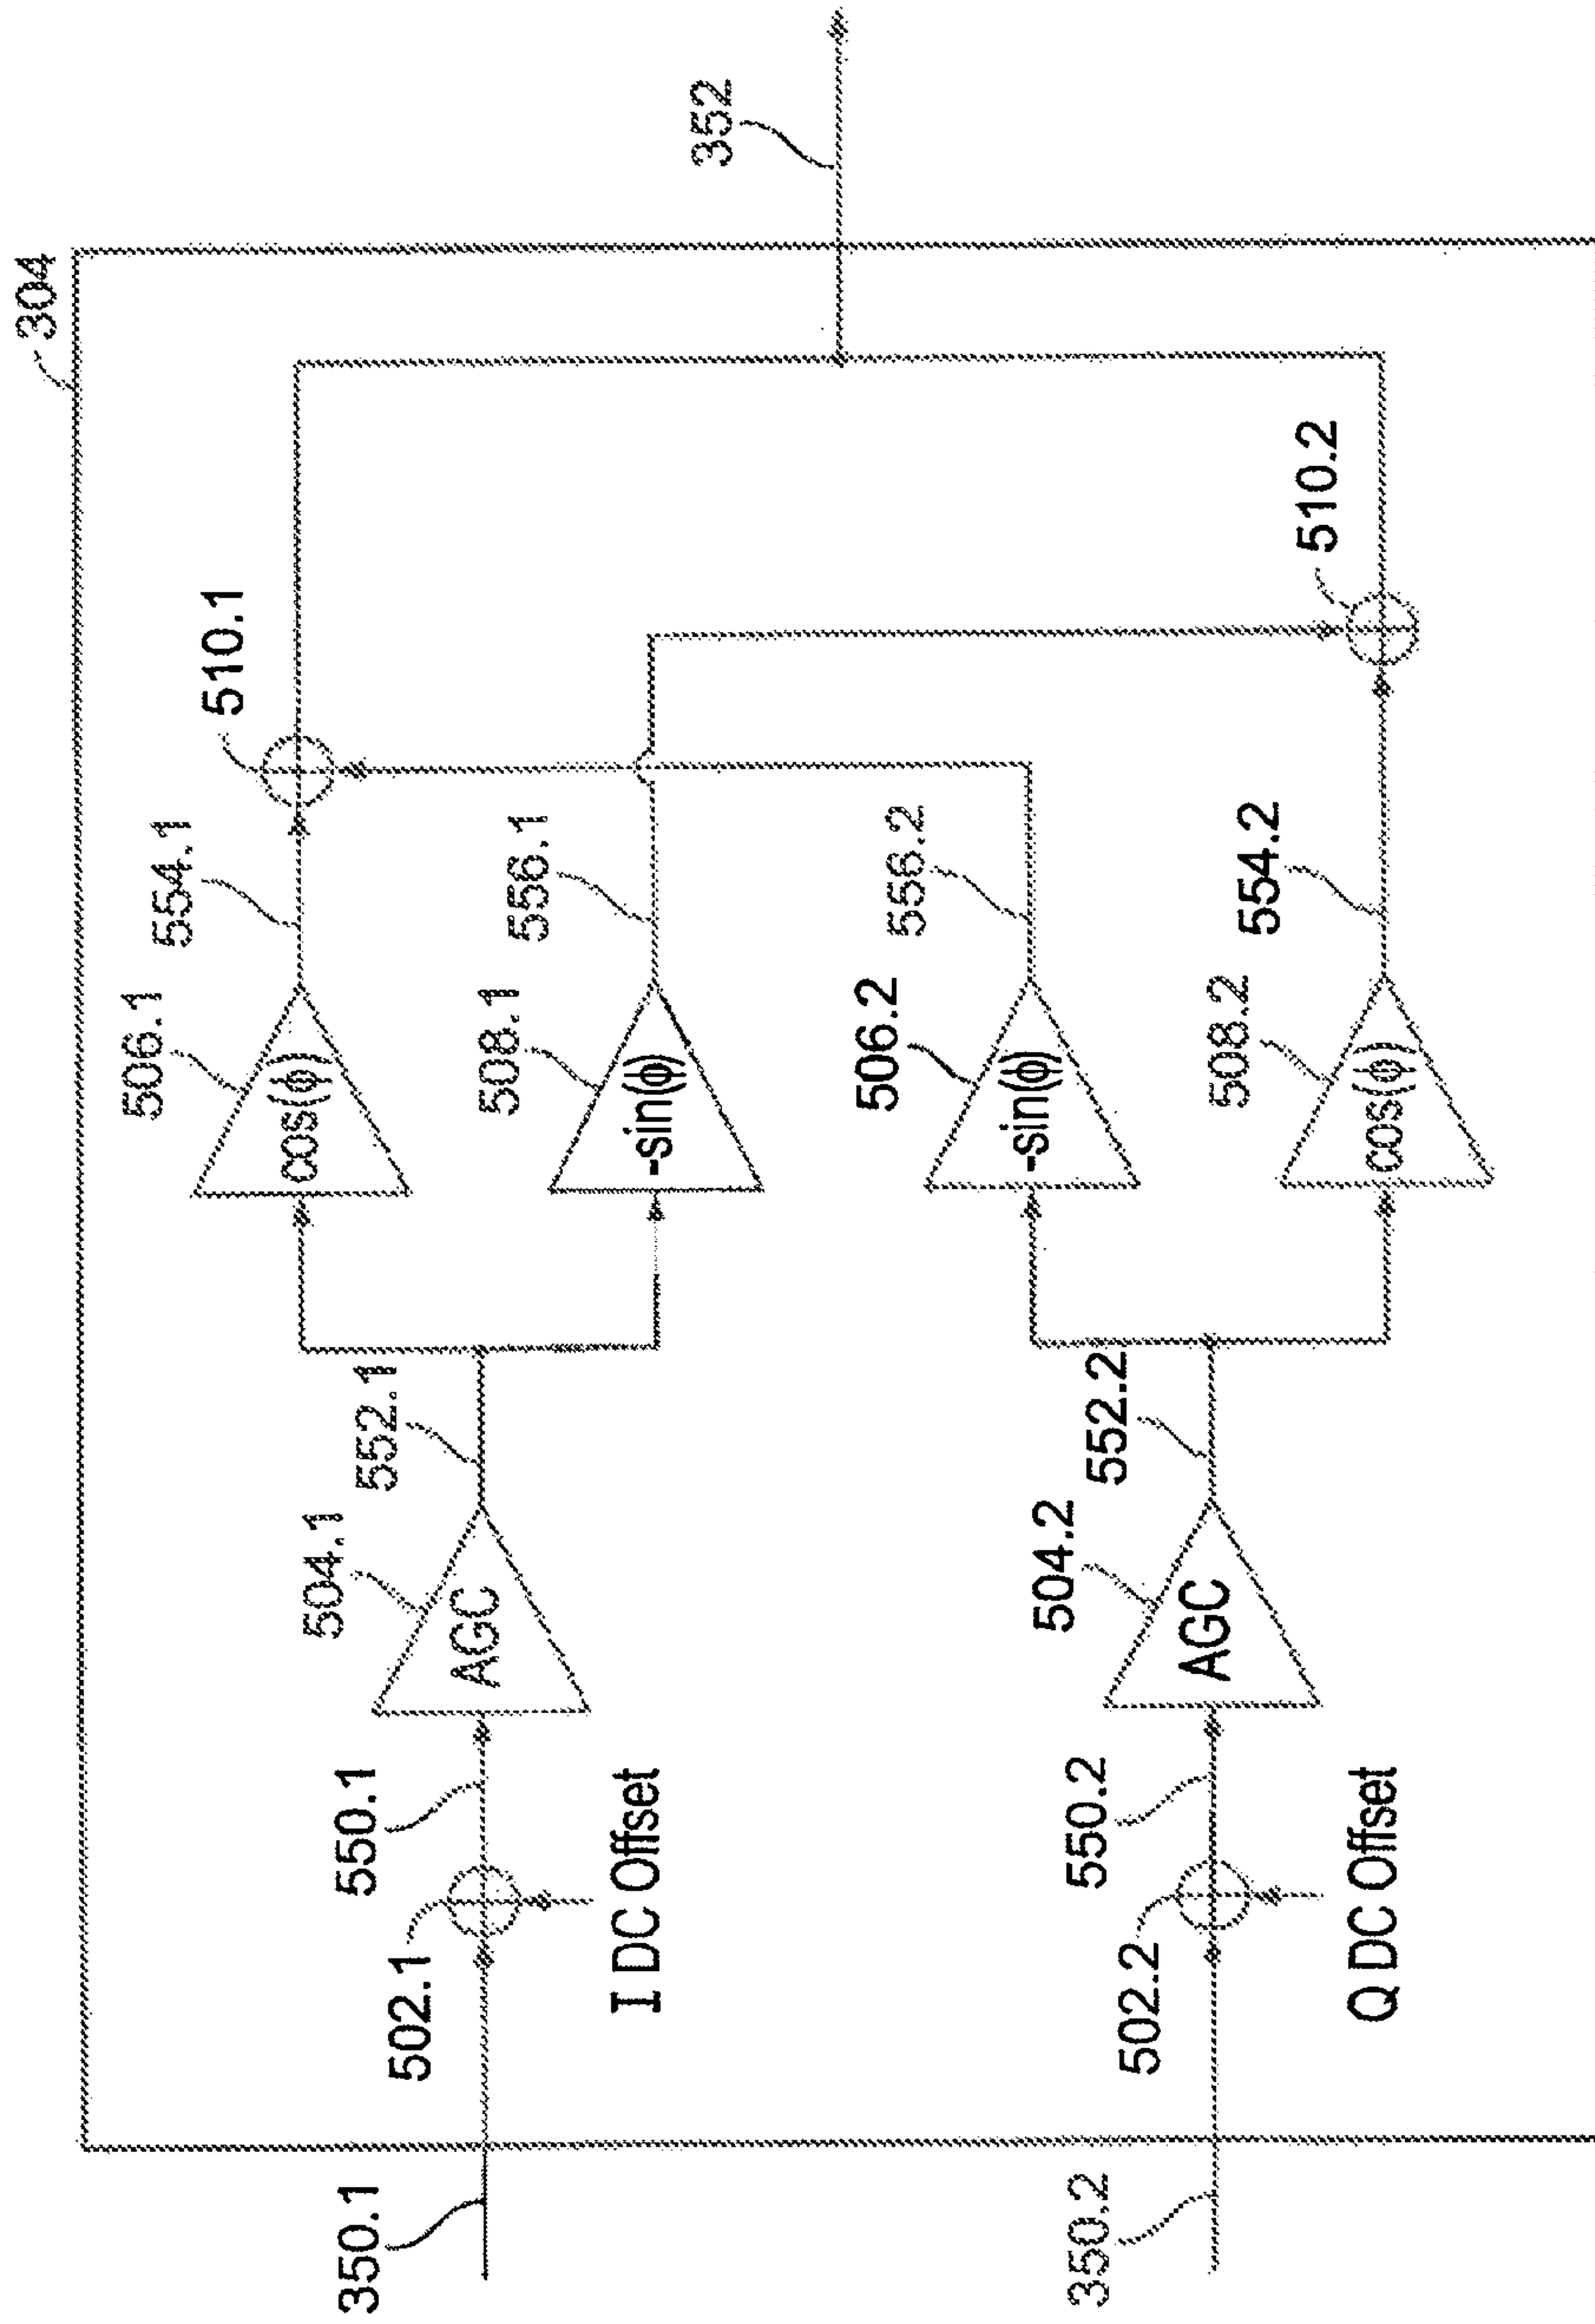 304
352
510.1
510.2
554.1
556.1
556.2
554.2
506.1
508.1
506.2
508.2
cos(ϕ)
-sin(ϕ)
-sin(ϕ)
cos(ϕ)
552.1
552.2
504.1
504.2
AGC
AGC
550.1
550.2
502.1
502.2
I DC Offset
Q DC Offset
350.1
350.2